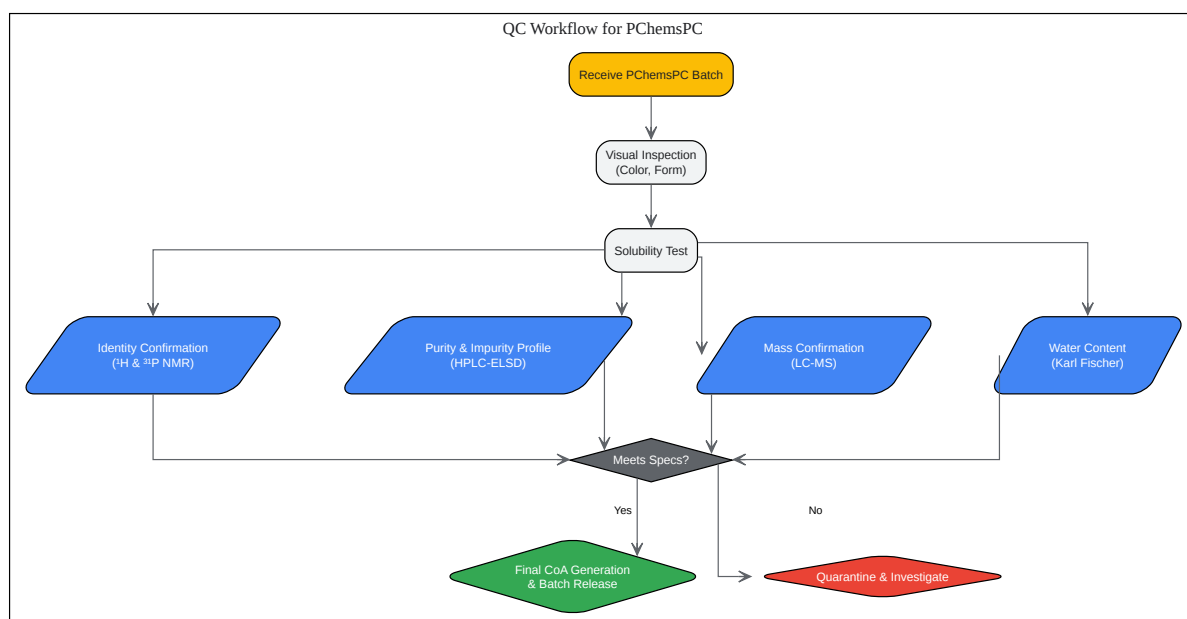 QC Workflow for PChemsPC
Receive PChemsPC Batch
Visual Inspection
(Color, Form)
Solubility Test
Identity Confirmation
(¹H & ³¹P NMR)
Purity & Impurity Profile
(HPLC-ELSD)
Mass Confirmation
(LC-MS)
Water Content
(Karl Fischer)
Meets Specs?
Yes
No
Final CoA Generation
& Batch Release
Quarantine & Investigate